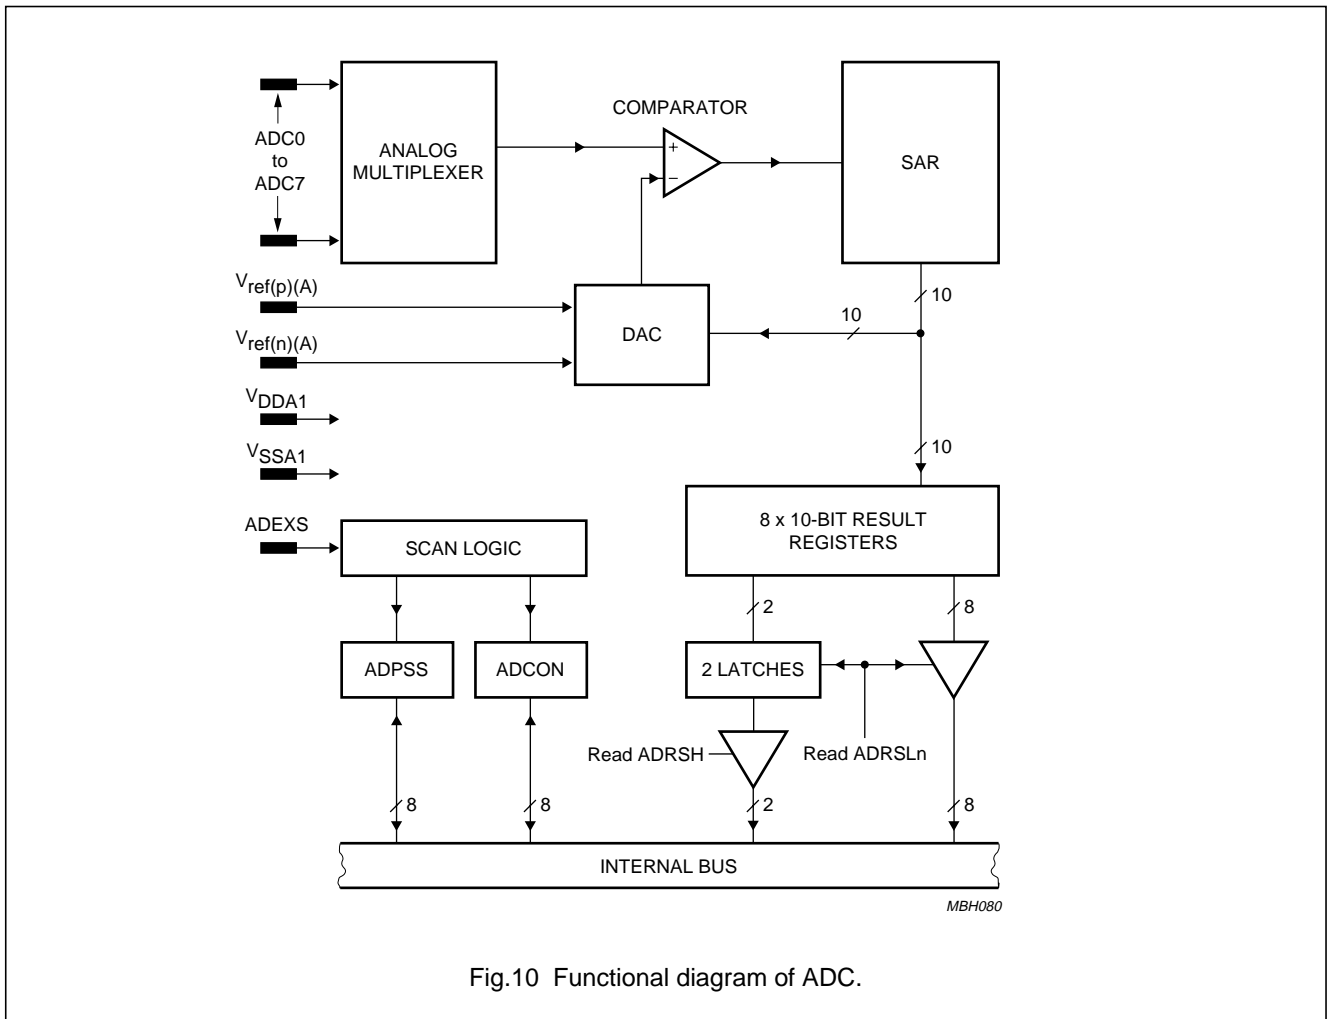 COMPARATOR
ADC0
to
ADC7
ANALOG
MULTIPLEXER
+
−
SAR
Vref(p)(A)
10
10
Vref(n)(A)
DAC
VDDA1
VSSA1
10
ADEXS
SCAN LOGIC
8 x 10-BIT RESULT
REGISTERS
2
8
ADPSS
ADCON
2 LATCHES
Read ADRSH
Read ADRSLn
8
8
2
8
INTERNAL BUS
MBH080
Fig.10 Functional diagram of ADC.